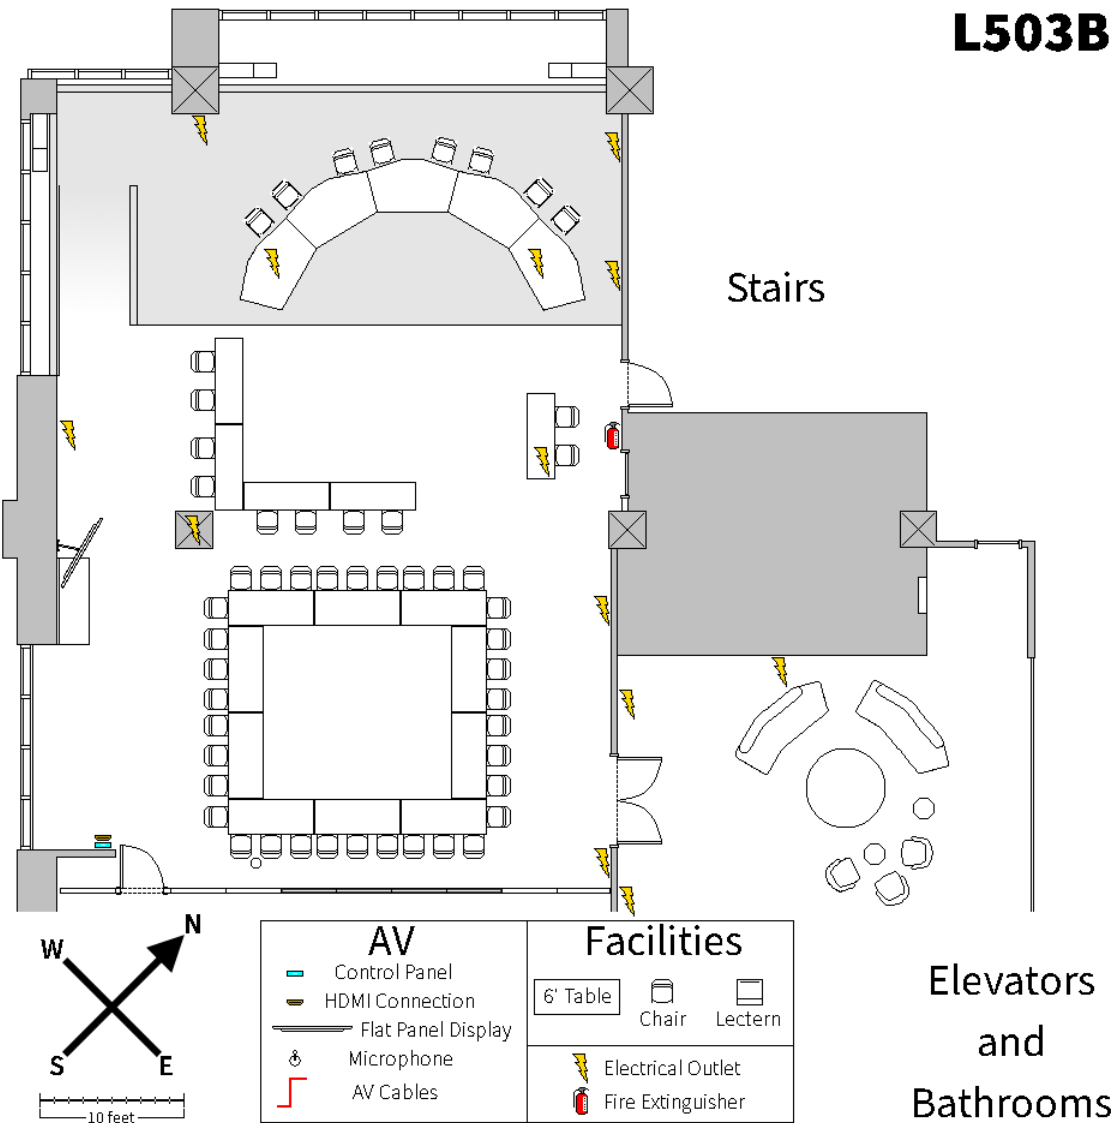 L503B
Stairs
N
W
S
E
10 feet
AV
Control Panel
HDMI Connection
Flat Panel Display
Microphone
AV Cables
Facilities
6' Table
Chair
Lectern
Electrical Outlet
Fire Extinguisher
Elevators
and
Bathrooms